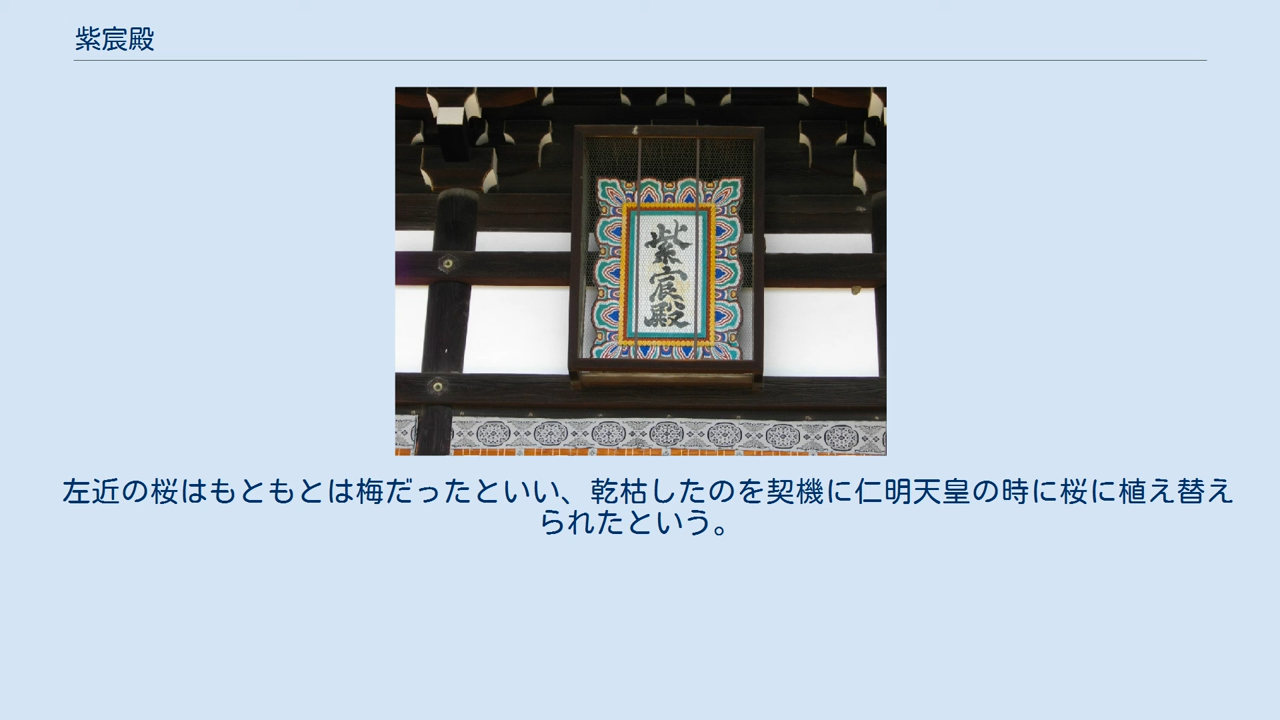 紫宸殿
紫宸殿
左近の桜はもともとは梅だったといい、乾枯したのを契機に仁明天皇の時に桜に植え替え
られたという。